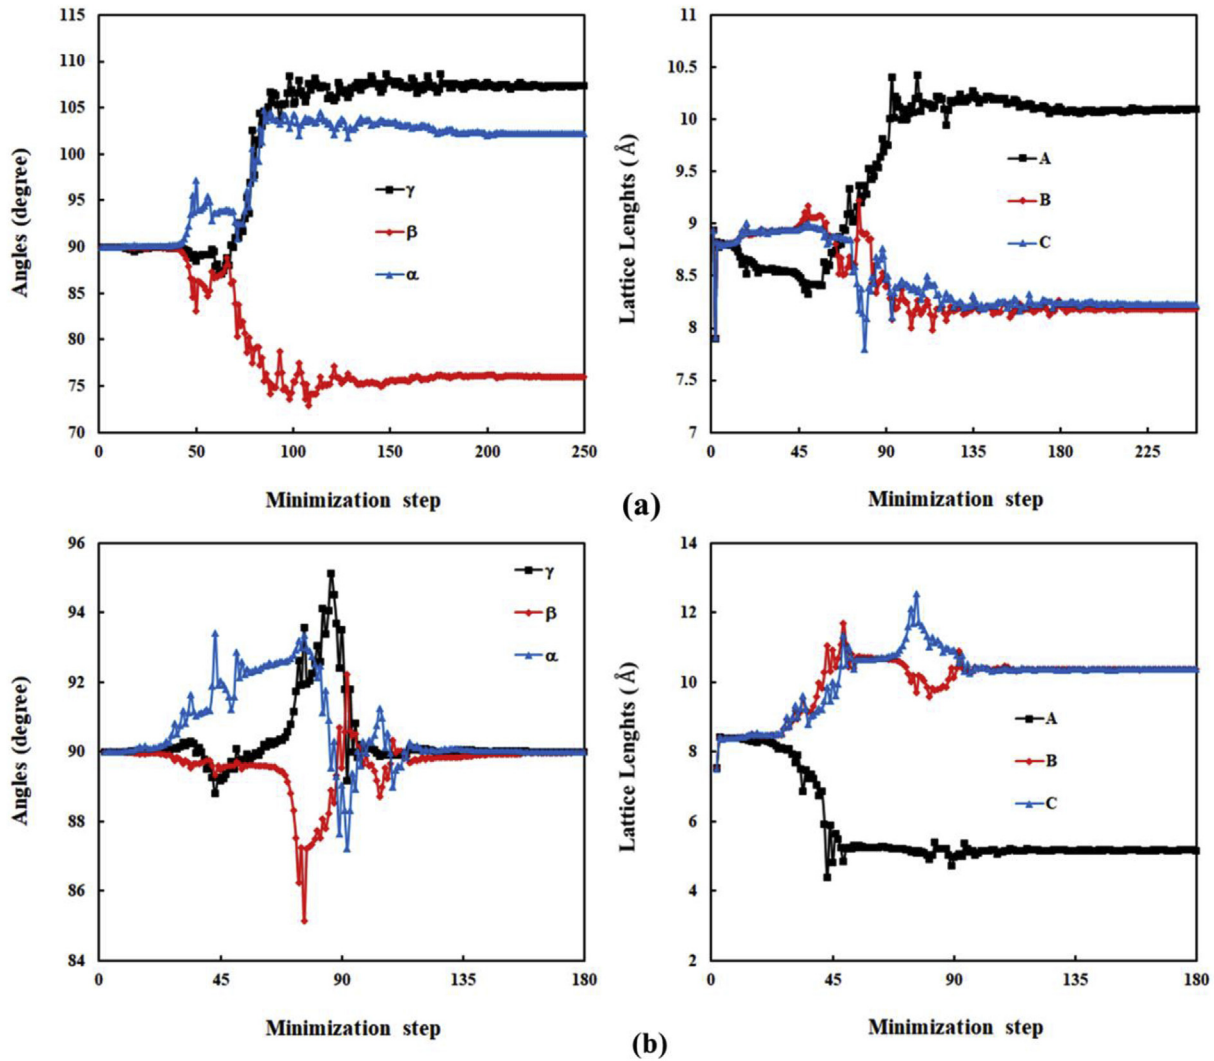 115
110
105
100
95
90
85
80
75
70
Angles (degree)
γ
β
α
0 50 100 150 200 250
Minimization step
11
10.5
10
9.5
9
8.5
8
7.5
7
Lattice Lenghts (Å)
A
B
C
0 45 90 135 180 225
Minimization step
(a)
96
94
92
90
88
86
84
Angles (degree)
γ
β
α
0 45 90 135 180
Minimization step
14
12
10
8
6
4
2
Lattice Lenghts (Å)
A
B
C
0 45 90 135 180
Minimization step
(b)